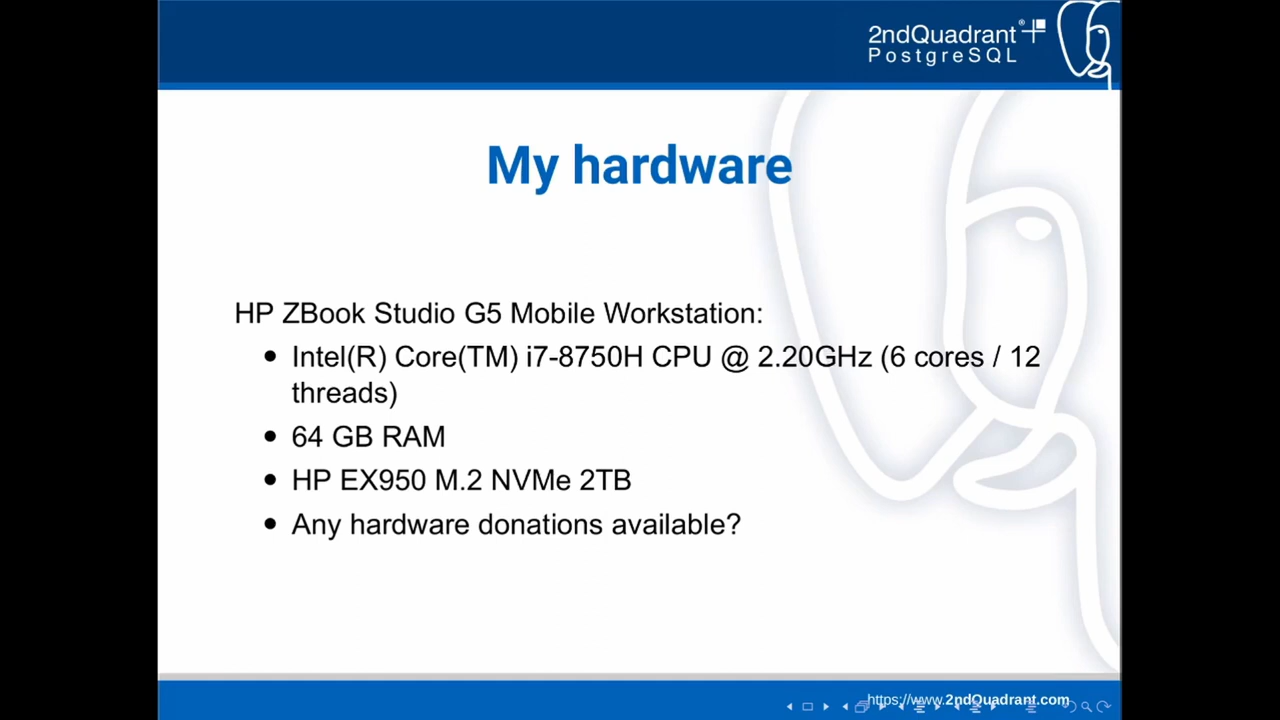 2ndQuadrant®
PostgreSQL
My hardware
HP ZBook Studio G5 Mobile Workstation:
• Intel(R) Core(TM) i7-8750H CPU @ 2.20GHz (6 cores / 12
threads)
• 64 GB RAM
• HP EX950 M.2 NVMe 2TB
• Any hardware donations available?
https://www.2ndQuadrant.com